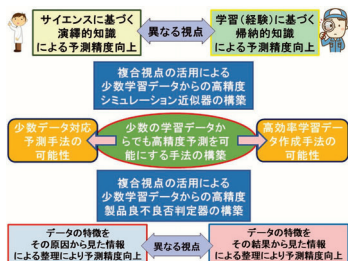 サイエンスに基づく
演繹的知識
による予測精度向上
異なる視点
学習(経験)に基づく
帰納的知識
による予測精度向上
複合視点の活用による
少数学習データからの高精度
シミュレーション近似器の構築
少数データ対応
予測手法の
可能性
少数の学習データか
らでも高精度予測を可
能にする手法の構築
高効率学習デー
タ作成手法の可
能性
複合視点の活用による
少数学習データからの高精度
製品良不良否判定器の構築
データの特徴を
その原因から見た情報
による整理により予測精度向上
異なる視点
データの特徴を
その結果から見た情報
による整理により予測精度向上